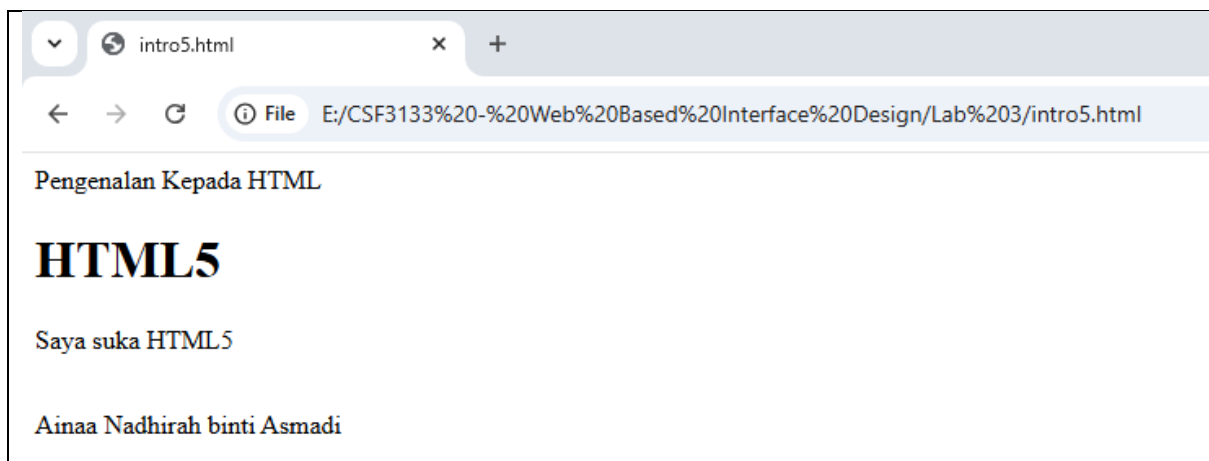 intro5.html
File E:/CSF3133%20-%20Web%20Based%20Interface%20Design/Lab%203/intro5.html
Pengenalan Kepada HTML
HTML5
Saya suka HTML5
Ainaa Nadhirah binti Asmadi